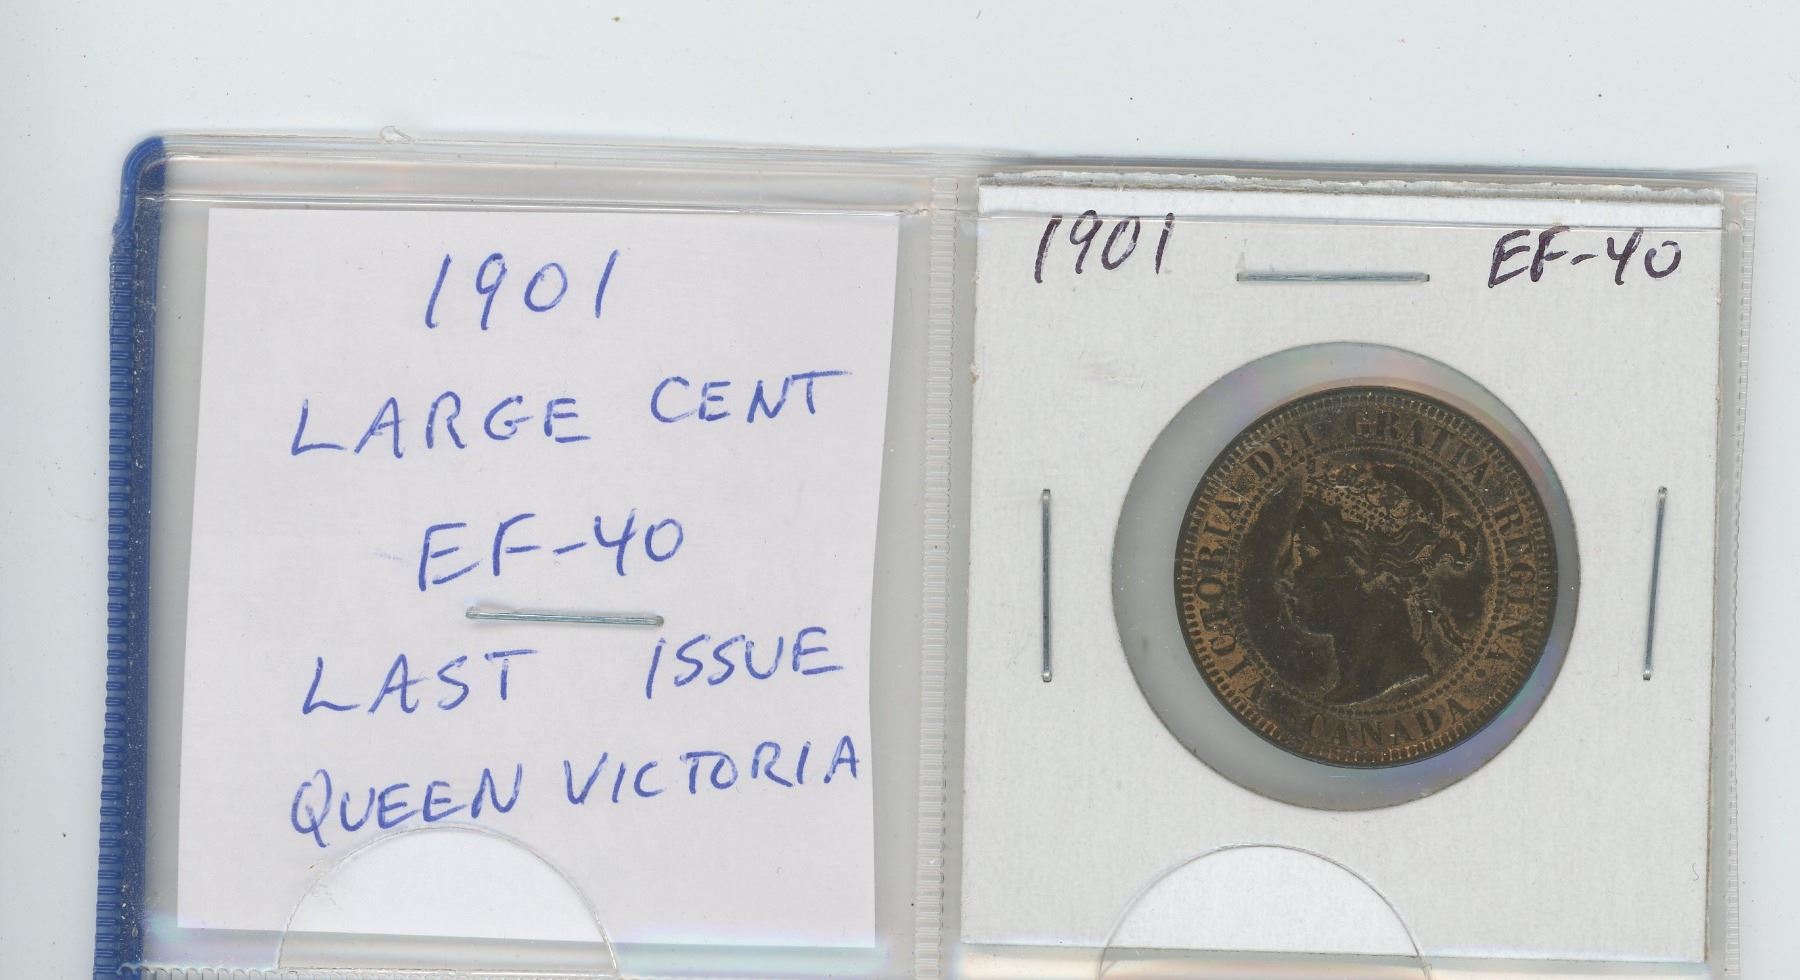 1901
LARGE CENT
EF-40
LAST ISSUE
QUEEN VICTORIA
1901 EF-40
VICTORIA DEI GRATIA REGINA.
CANADA